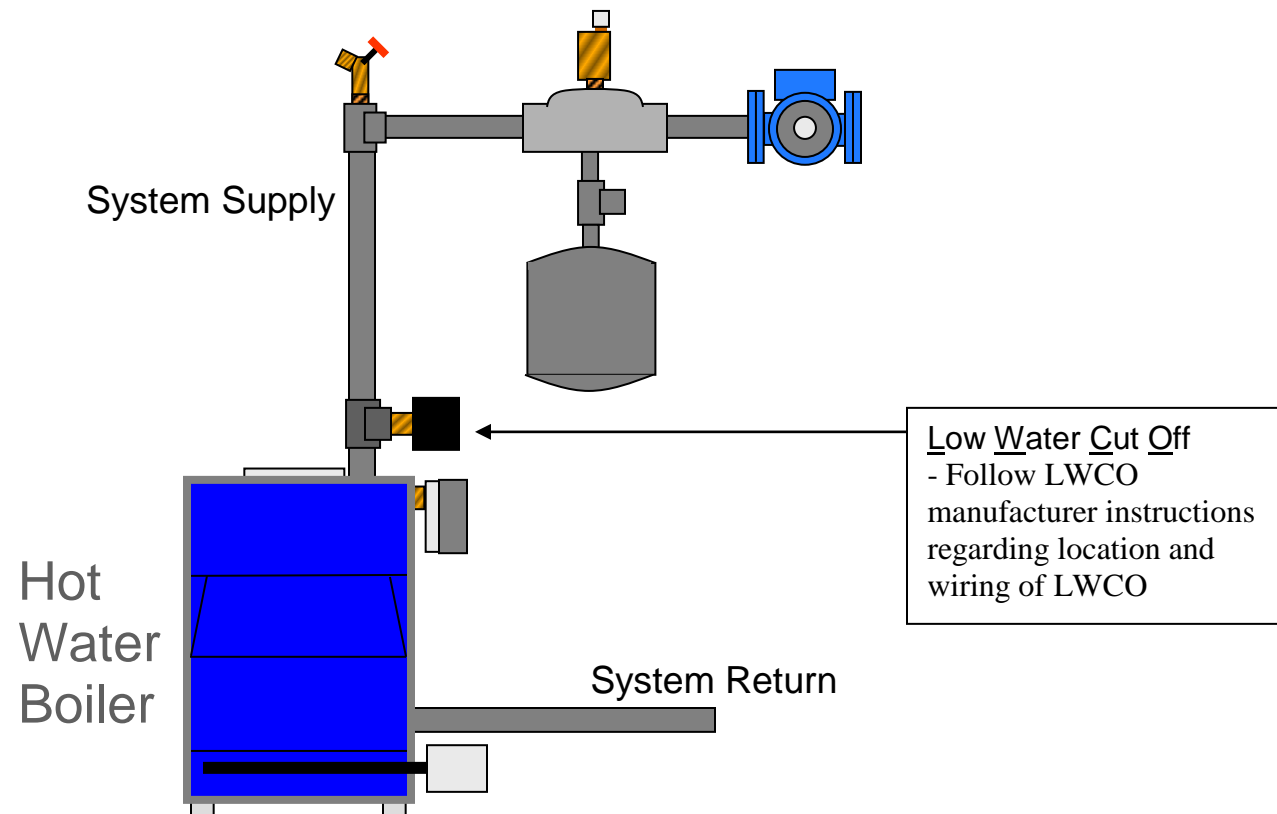 System Supply
Low Water Cut Off
- Follow LWCO
manufacturer instructions
regarding location and
wiring of LWCO
Hot
Water
Boiler
System Return